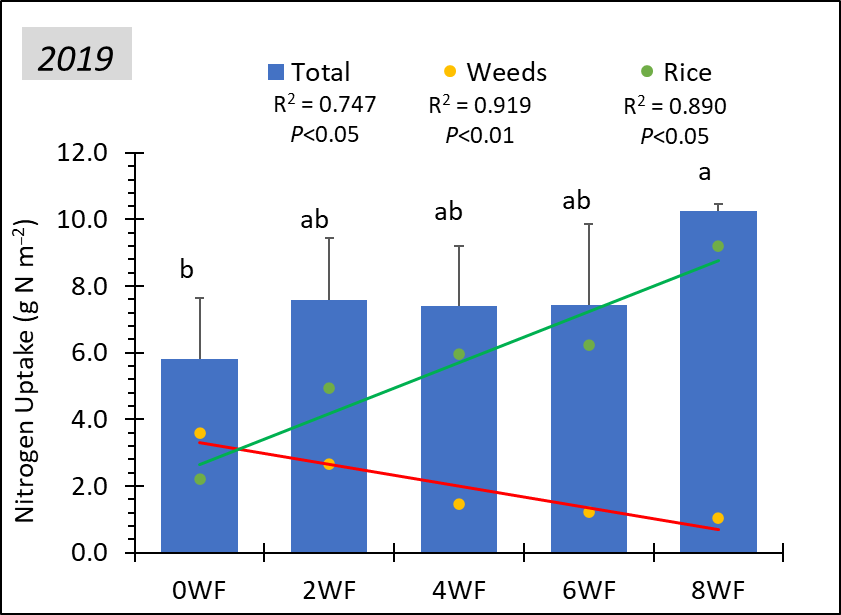 2019
Total Weeds Rice
R² = 0.747 R² = 0.919 R² = 0.890
P<0.05 P<0.01 P<0.05
12.0
10.0
8.0
6.0
4.0
2.0
0.0
Nitrogen Uptake (g N m⁻²)
b ab ab ab a
0WF 2WF 4WF 6WF 8WF